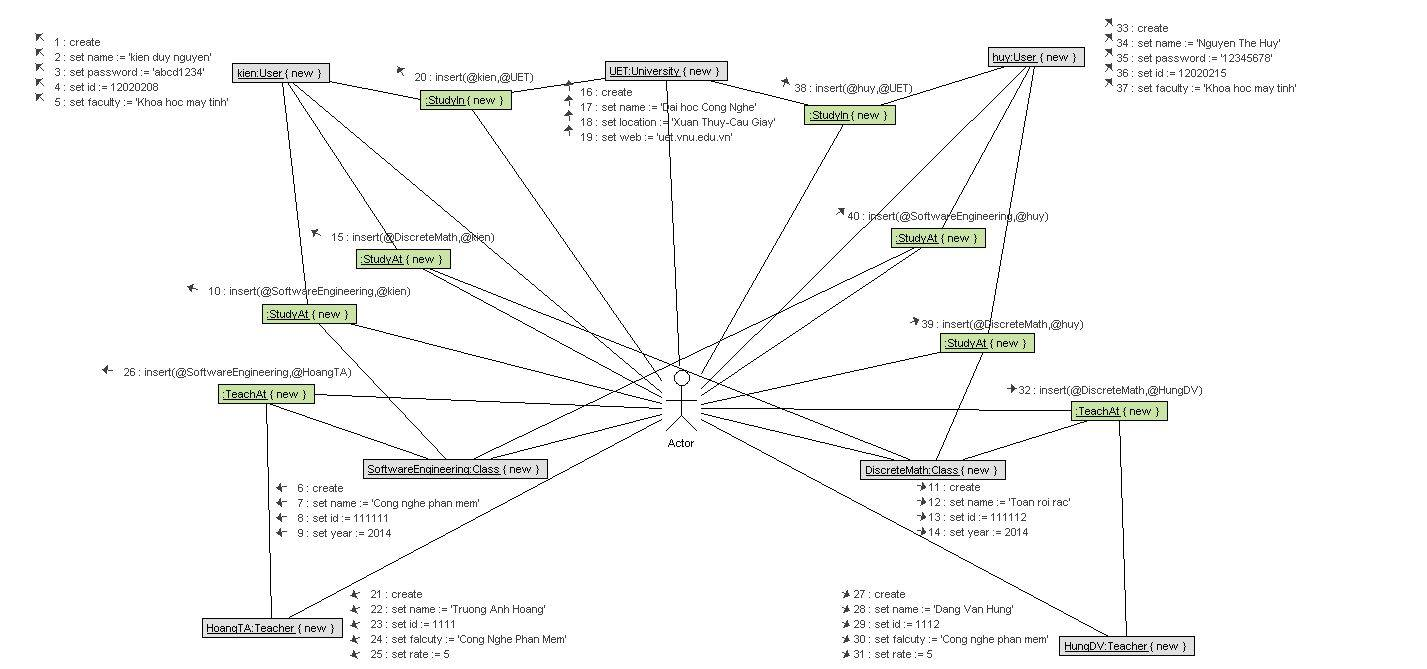 1 : create
2 : set name := 'kien duy nguyen'
3 : set password := 'abcd1234'
4 : set id := 12020208
5 : set faculty := 'Khoa hoc may tinh'
kien:User { new }
20 : insert(@kien,@UET)
:StudyIn { new }
UET:University { new }
16 : create
17 : set name := 'Dai hoc Cong Nghe'
18 : set location := 'Xuan Thuy-Cau Giay'
19 : set web := 'uet.vnu.edu.vn'
38 : insert(@huy,@UET)
:StudyIn { new }
huy:User { new }
33 : create
34 : set name := 'Nguyen The Huy'
35 : set password := '12345678'
36 : set id := 12020215
37 : set faculty := 'Khoa hoc may tinh'
15 : insert(@DiscreteMath,@kien)
:StudyAt { new }
40 : insert(@SoftwareEngineering,@huy)
:StudyAt { new }
10 : insert(@SoftwareEngineering,@kien)
:StudyAt { new }
39 : insert(@DiscreteMath,@huy)
:StudyAt { new }
26 : insert(@SoftwareEngineering,@HoangTA)
:TeachAt { new }
32 : insert(@DiscreteMath,@HungDV)
:TeachAt { new }
Actor
SoftwareEngineering:Class { new }
6 : create
7 : set name := 'Cong nghe phan mem'
8 : set id := 111111
9 : set year := 2014
DiscreteMath:Class { new }
11 : create
12 : set name := 'Toan roi rac'
13 : set id := 111112
14 : set year := 2014
HoangTA:Teacher { new }
21 : create
22 : set name := 'Truong Anh Hoang'
23 : set id := 1111
24 : set falcuty := 'Cong Nghe Phan Mem'
25 : set rate := 5
27 : create
28 : set name := 'Dang Van Hung'
29 : set id := 1112
30 : set falcuty := 'Cong nghe phan mem'
31 : set rate := 5
HungDV:Teacher { new }